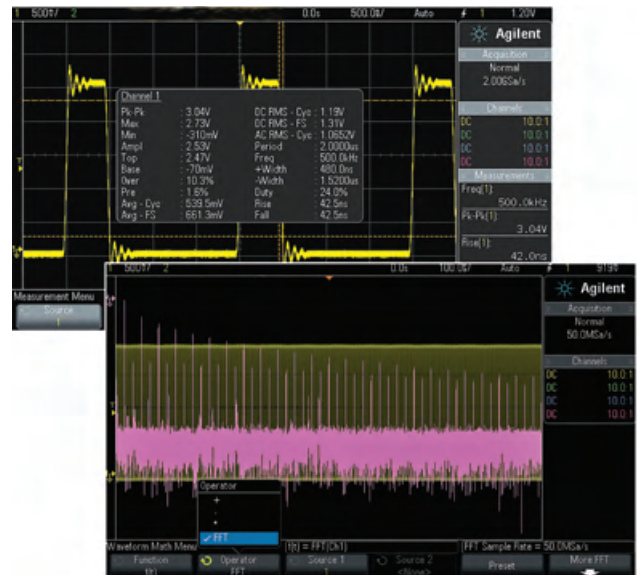 1 500▽/ 2 0.0s 500.0▽/ Auto 1 1.20V
Agilent
Acquisition
Normal
2.00GSa/s
Channels
DC 10.0:1
DC 10.0:1
DC 10.0:1
DC 10.0:1
Measurements
Freq(1):
500.0kHz
Pk-Pk(1):
3.04V
Rise(1):
42.0ns
Channel 1
Pk-Pk : 3.04V DC RMS - Cyc : 1.19V
Max : 2.73V DC RMS - FS : 1.31V
Min : -310mV AC RMS - Cyc : 1.0652V
Ampl : 2.53V Period : 2.0000us
Top : 2.47V Freq : 500.0kHz
Base : -70mV +Width : 480.0ns
Over : 10.3% -Width : 1.5200us
Pre : 1.6% Duty : 24.0%
Avg - Cyc : 539.5mV Rise : 42.5ns
Avg - FS : 661.3mV Fall : 42.5ns
T
Measurement Menu
Source
1
1 500▽/ 2 0.0s Auto 1 919▽
Agilent
Acquisition
Normal
50.0MSa/s
Channels
DC 10.0:1
DC 10.0:1
DC 10.0:1
DC 10.0:1
T
Operator
+
-
*
FFT
Waveform Math Menu f(t) = FFT(Ch1) FFT Sample Rate = 50.0MSa/s
Function Operator Source 1 Source 2 Preset More FFT
f(t) FFT 1 <None>